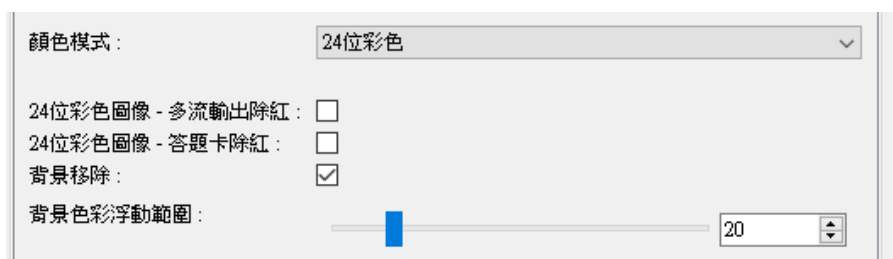 顏色模式 : 24位彩色
24位彩色圖像 - 多流輸出除紅 :
24位彩色圖像 - 答題卡除紅 :
背景移除 :
背景色彩浮動範圍 : 20